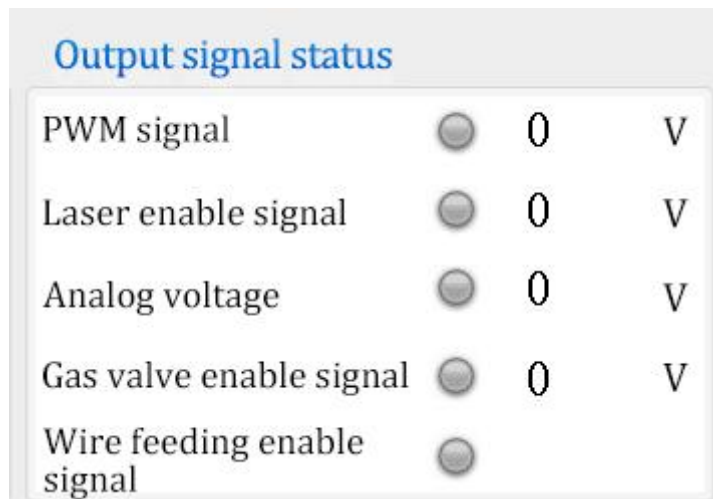 Output signal status
PWM signal 0 V
Laser enable signal 0 V
Analog voltage 0 V
Gas valve enable signal 0 V
Wire feeding enable
signal